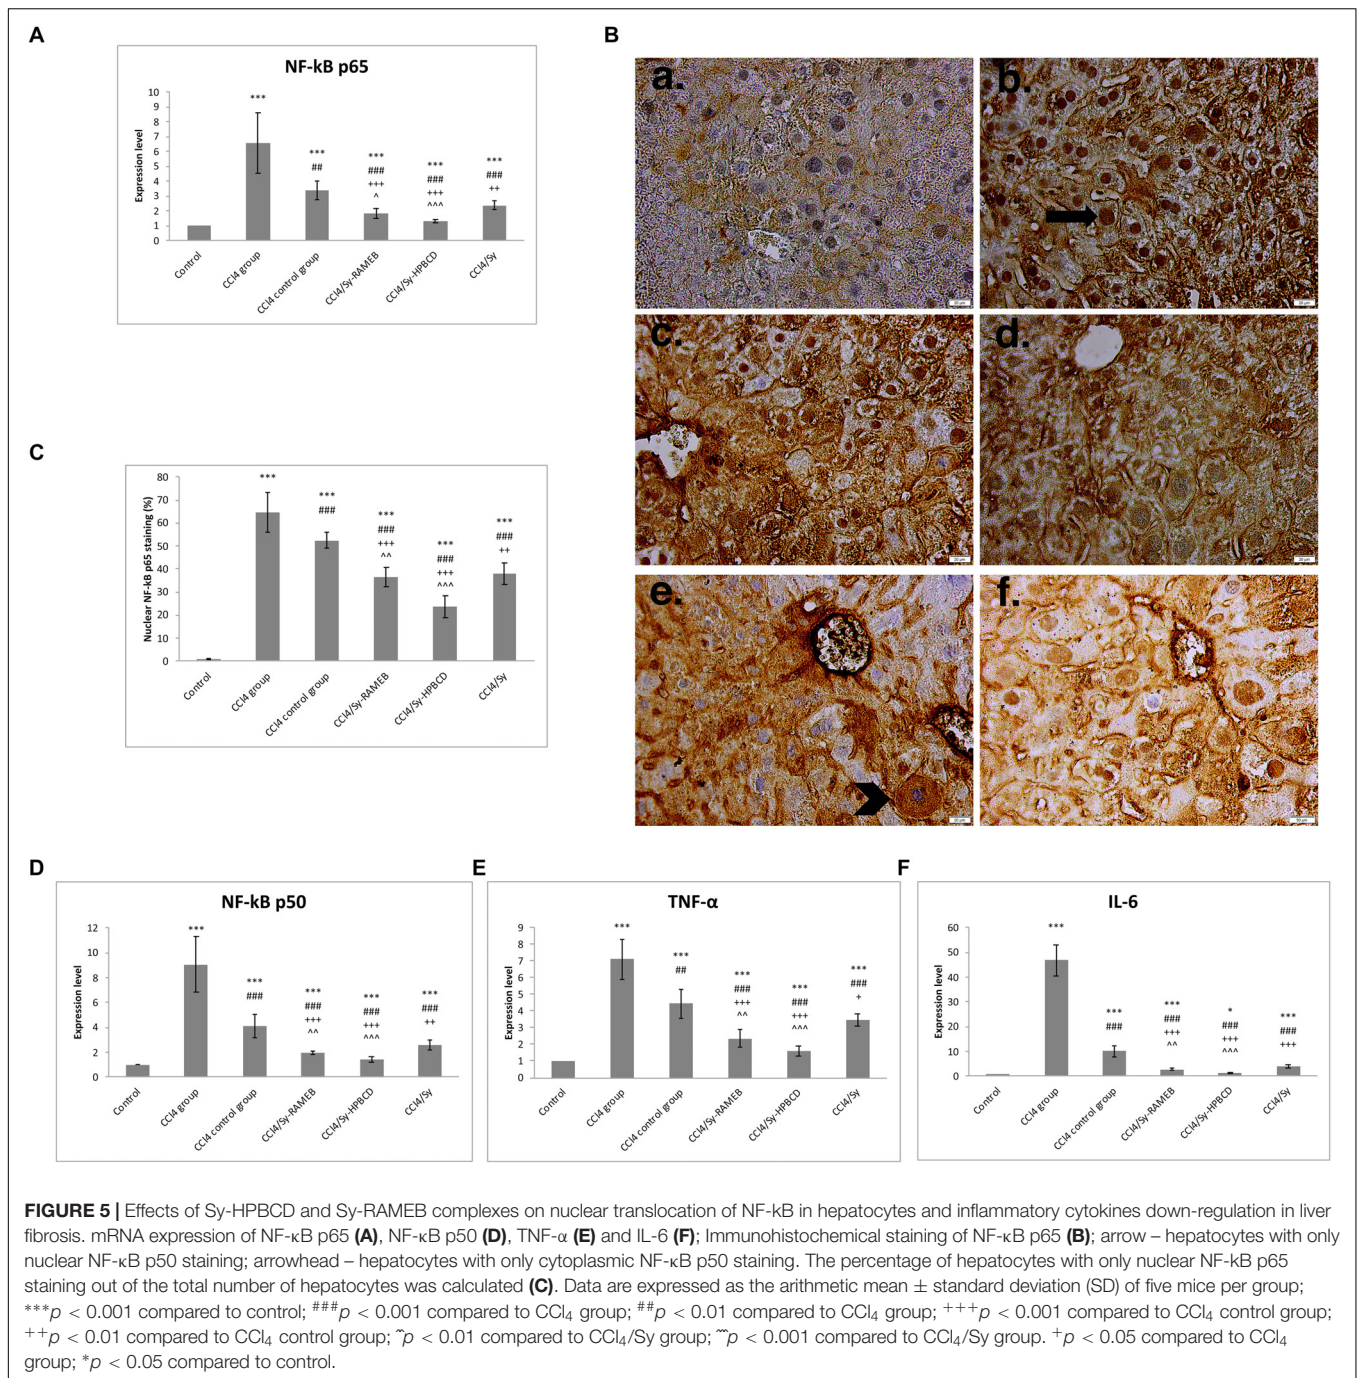 A
NF-kB p65
Expression level
10
9
8
7
6
5
4
3
2
1
0
***
***
##
***
###
+++
^
***
###
+++
^^^
***
###
++
Control
CCl4 group
CCl4 control group
CCl4/Sy-RAMEB
CCl4/Sy-HPBCD
CCl4/Sy
B
a.
20 µm
b.
20 µm
c.
20 µm
d.
20 µm
e.
20 µm
f.
50 µm
C
Nuclear NF-kB p65 staining (%)
80
70
60
50
40
30
20
10
0
***
***
###
***
###
+++
^^
***
###
+++
^^^
***
###
++
Control
CCl4 group
CCl4 control group
CCl4/Sy-RAMEB
CCl4/Sy-HPBCD
CCl4/Sy
D
NF-kB p50
Expression level
12
10
8
6
4
2
0
***
***
###
***
###
+++
^^
***
###
+++
^^^
***
###
++
Control
CCl4 group
CCl4 control group
CCl4/Sy-RAMEB
CCl4/Sy-HPBCD
CCl4/Sy
E
TNF-α
Expression level
9
8
7
6
5
4
3
2
1
0
***
***
##
***
###
+++
^^
***
###
+++
^^^
***
###
+
Control
CCl4 group
CCl4 control group
CCl4/Sy-RAMEB
CCl4/Sy-HPBCD
CCl4/Sy
F
IL-6
Expression level
60
50
40
30
20
10
0
***
***
###
***
###
+++
^^
*
###
+++
^^^
***
###
+++
Control
CCl4 group
CCl4 control group
CCl4/Sy-RAMEB
CCl4/Sy-HPBCD
CCl4/Sy
FIGURE 5 | Effects of Sy-HPBCD and Sy-RAMEB complexes on nuclear translocation of NF-kB in hepatocytes and inflammatory cytokines down-regulation in liver
fibrosis. mRNA expression of NF-κB p65 (A), NF-κB p50 (D), TNF-α (E) and IL-6 (F); Immunohistochemical staining of NF-κB p65 (B); arrow – hepatocytes with only
nuclear NF-κB p50 staining; arrowhead – hepatocytes with only cytoplasmic NF-κB p50 staining. The percentage of hepatocytes with only nuclear NF-kB p65
staining out of the total number of hepatocytes was calculated (C). Data are expressed as the arithmetic mean ± standard deviation (SD) of five mice per group;
***p < 0.001 compared to control; ###p < 0.001 compared to CCl4 group; ##p < 0.01 compared to CCl4 group; +++p < 0.001 compared to CCl4 control group;
++p < 0.01 compared to CCl4 control group; ^^p < 0.01 compared to CCl4/Sy group; ^^^p < 0.001 compared to CCl4/Sy group. +p < 0.05 compared to CCl4
group; *p < 0.05 compared to control.